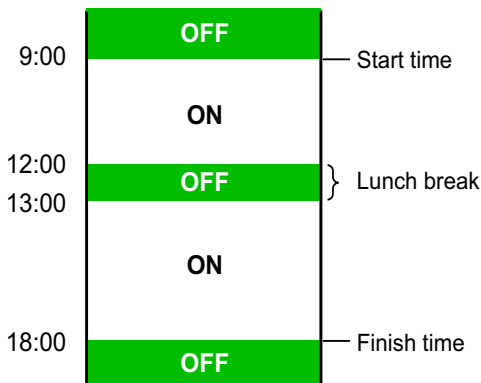 OFF
9:00
Start time
ON
12:00
OFF
Lunch break
13:00
ON
18:00
Finish time
OFF